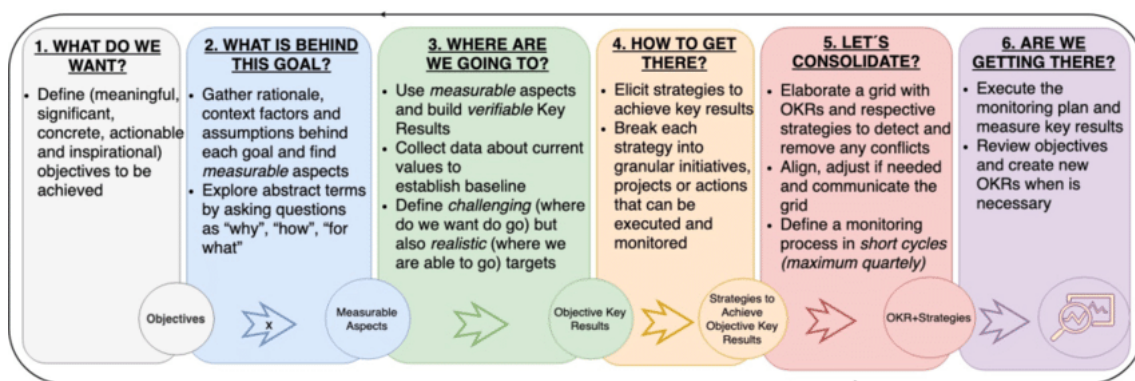 1. WHAT DO WE
WANT?
• Define (meaningful,
significant,
concrete, actionable
and inspirational)
objectives to be
achieved
Objectives
2. WHAT IS BEHIND
THIS GOAL?
• Gather rationale,
context factors and
assumptions behind
each goal and find
measurable aspects
• Explore abstract terms
by asking questions
as "why", "how", "for
what"
x
Measurable
Aspects
3. WHERE ARE
WE GOING TO?
• Use measurable aspects
and build verifiable Key
Results
• Collect data about current
values to
establish baseline
• Define challenging (where
do we want do go) but
also realistic (where we
are able to go) targets
Objective Key
Results
4. HOW TO GET
THERE?
• Elicit strategies to
achieve key results
• Break each
strategy into
granular initiatives,
projects or actions
that can be
executed and
monitored
Strategies to
Achieve
Objective Key
Results
5. LET´S
CONSOLIDATE?
• Elaborate a grid with
OKRs and respective
strategies to detect and
remove any conflicts
• Align, adjust if needed
and communicate the
grid
• Define a monitoring
process in short cycles
(maximum quartely)
OKR+Strategies
6. ARE WE
GETTING THERE?
• Execute the
monitoring plan and
measure key results
• Review objectives
and create new
OKRs when is
necessary